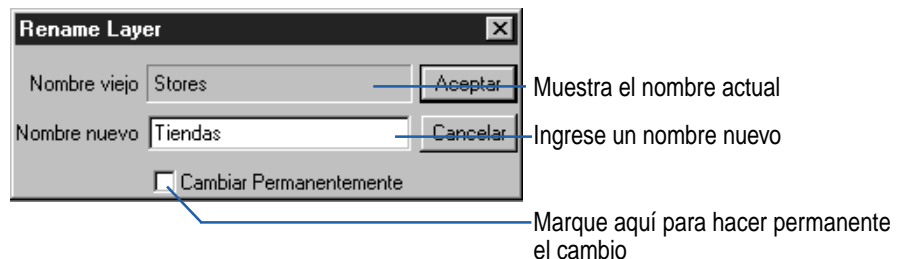 Rename Layer
Nombre viejo Stores Aceptar Muestra el nombre actual
Nombre nuevo Tiendas Cancelar Ingrese un nombre nuevo
Cambiar Permanentemente
Marque aquí para hacer permanente
el cambio